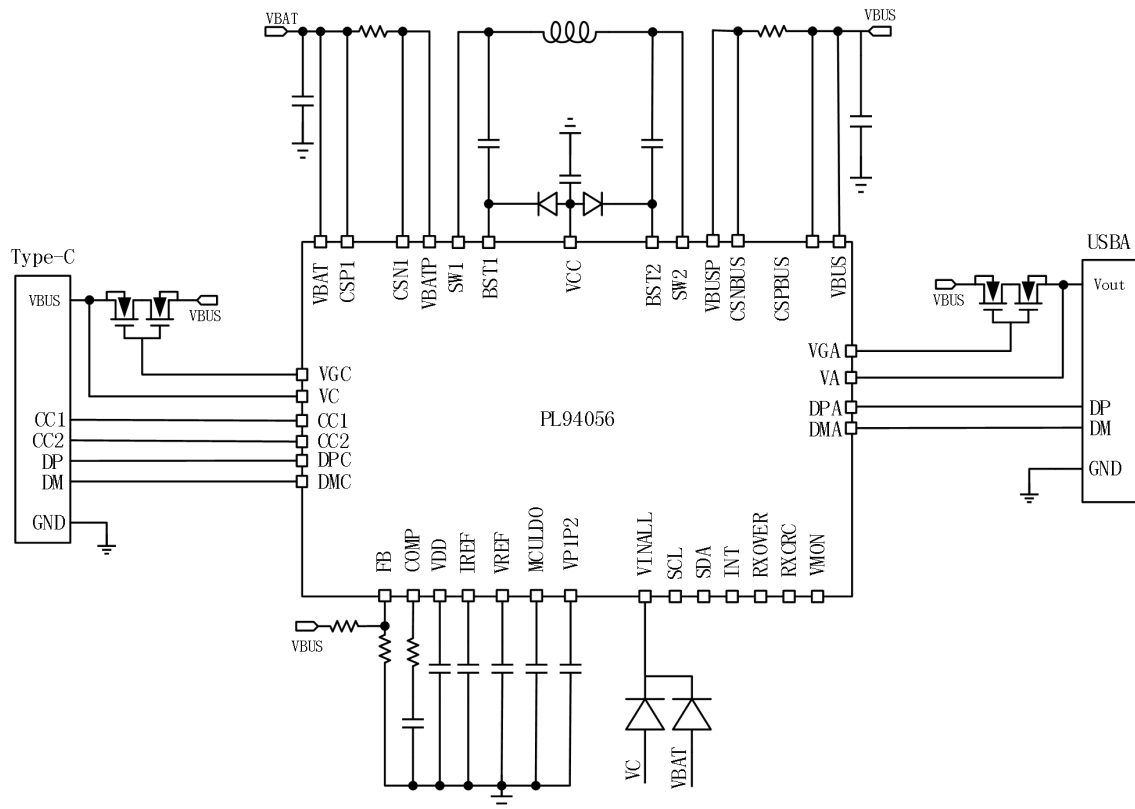 VBAT
VBUS
Type-C
USBA
VBAT
CSP1
CSN1
VBATP
SW1
BST1
VCC
BST2
SW2
VBUSP
CSNBUS
CSPBUS
VBUS
VBUS
VBUS
VBUS
Vout
VGC
VC
VGA
VA
CC1
CC1
CC2
CC2
DP
DPC
DM
DMC
GND
PL94056
DPA
DP
DMA
DM
GND
FB
COMP
VDD
IREF
VREF
MCULDO
VP1P2
VINALL
SCL
SDA
INT
RXOVER
RXCRC
VMON
VBUS
VC
VBAT